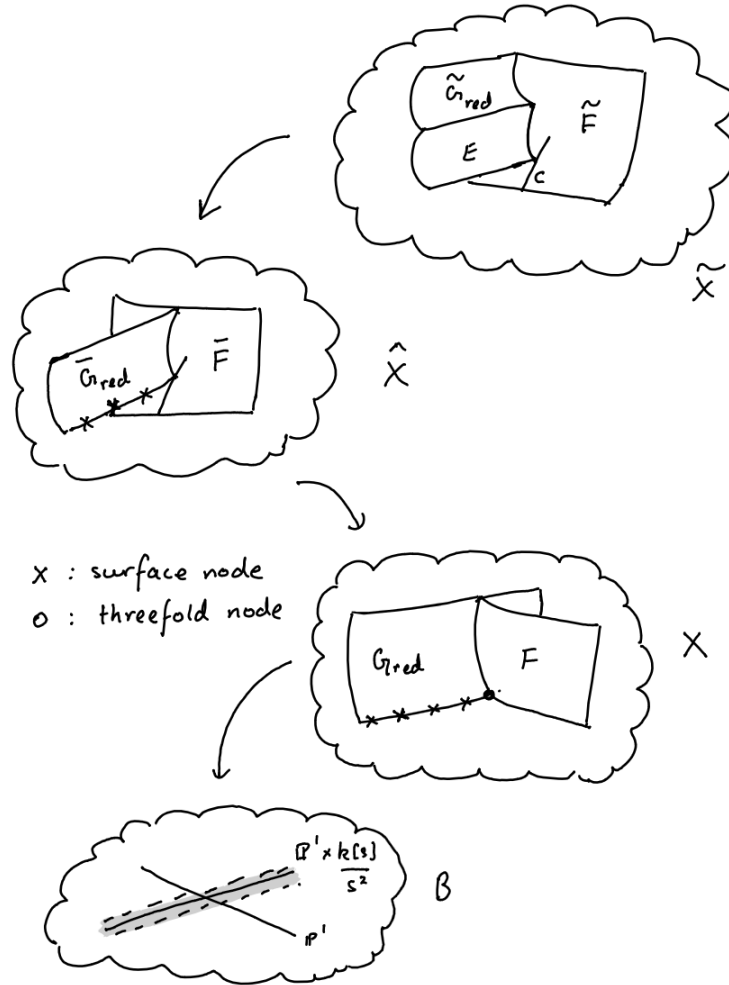 G̃red
E
F̃
C
X̃
Ḡred
F̄
X̂
x : surface node
o : threefold node
Gred
F
X
P¹ × k[s]
s²
P¹
B